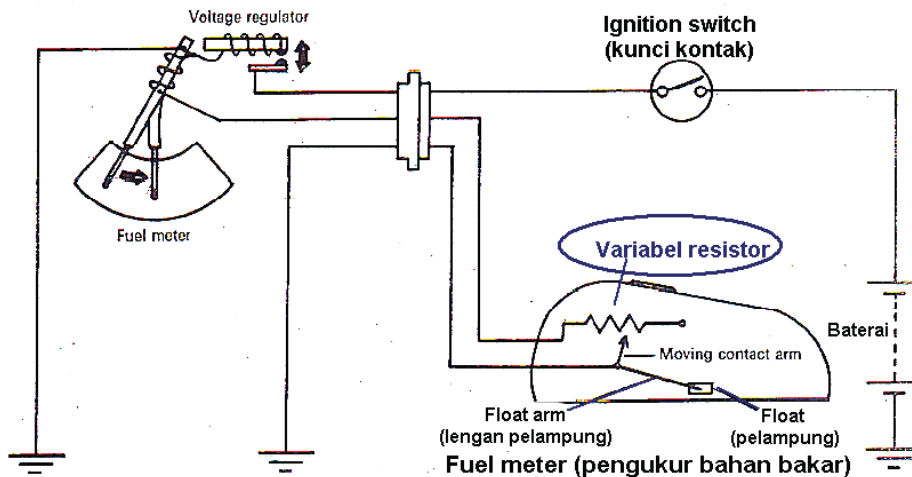 Voltage regulator
Ignition switch
(kunci kontak)
Fuel meter
Variabel resistor
Baterai
Moving contact arm
Float arm
(lengan pelampung)
Float
(pelampung)
Fuel meter (pengukur bahan bakar)